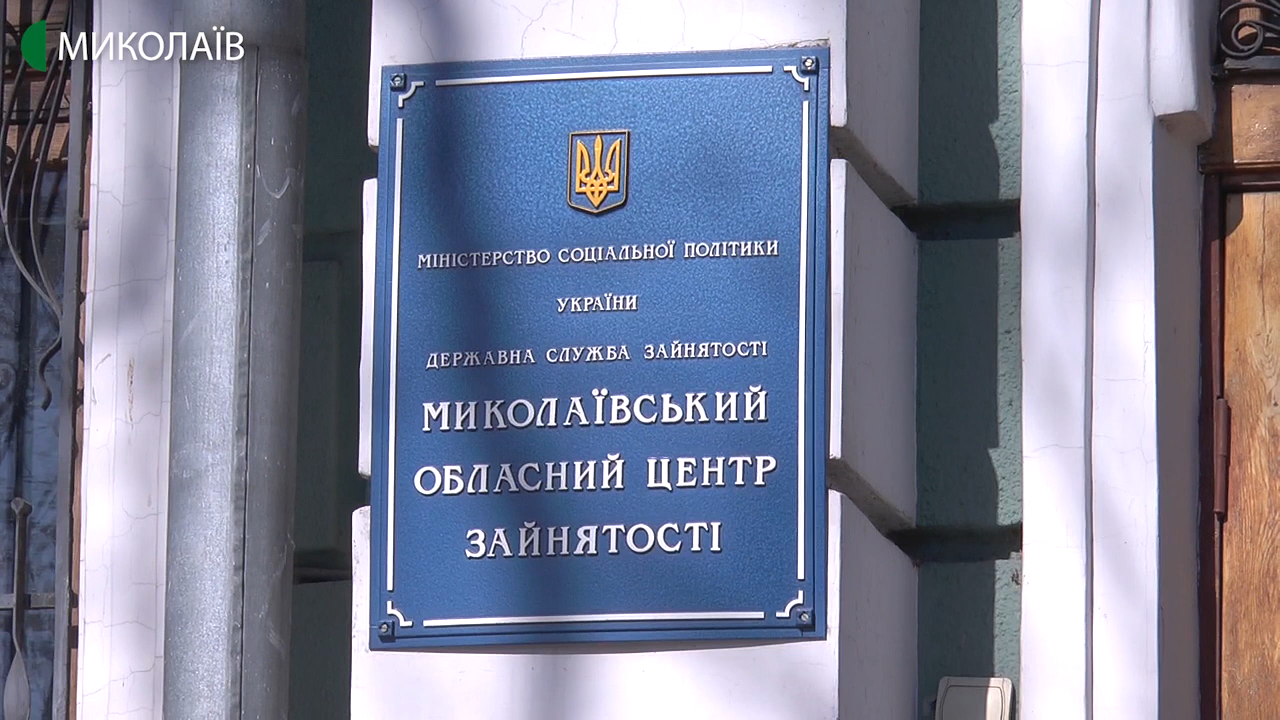 МИКОЛАЇВ
МІНІСТЕРСТВО СОЦІАЛЬНОЇ ПОЛІТИКИ
УКРАЇНИ
ДЕРЖАВНА СЛУЖБА ЗАЙНЯТОСТІ
МИКОЛАЇВСЬКИЙ
ОБЛАСНИЙ ЦЕНТР
ЗАЙНЯТОСТІ